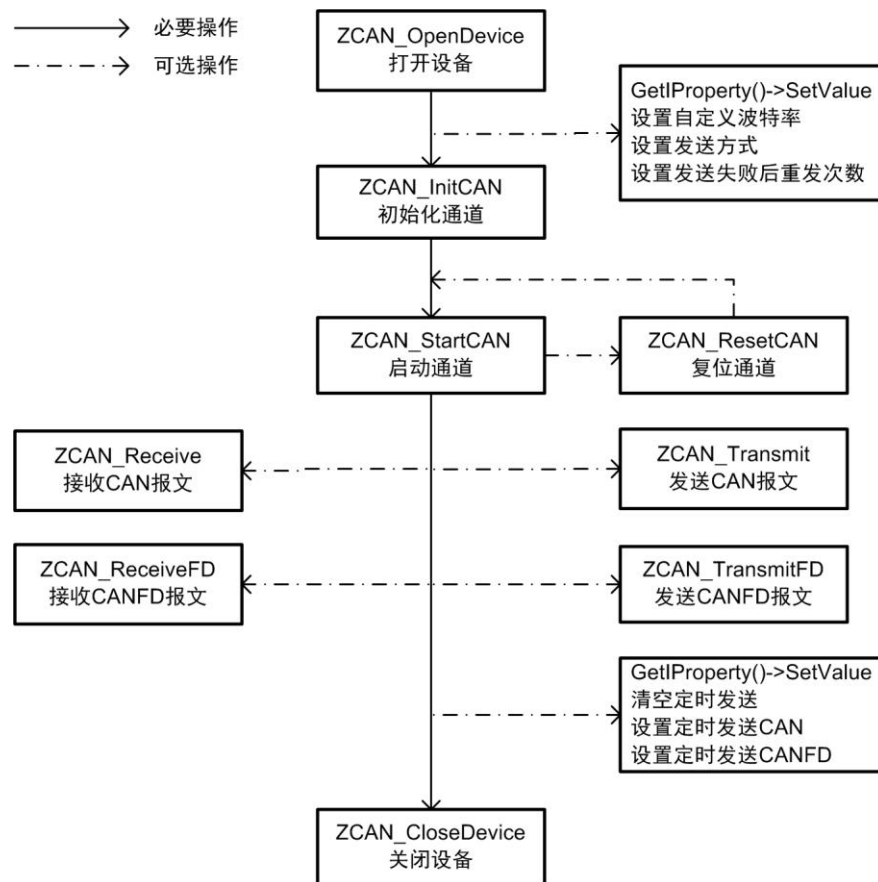 必要操作
可选操作
ZCAN_OpenDevice
打开设备
GetIProperty()->SetValue
设置自定义波特率
设置发送方式
设置发送失败后重发次数
ZCAN_InitCAN
初始化通道
ZCAN_StartCAN
启动通道
ZCAN_ResetCAN
复位通道
ZCAN_Receive
接收CAN报文
ZCAN_Transmit
发送CAN报文
ZCAN_ReceiveFD
接收CANFD报文
ZCAN_TransmitFD
发送CANFD报文
GetIProperty()->SetValue
清空定时发送
设置定时发送CAN
设置定时发送CANFD
ZCAN_CloseDevice
关闭设备